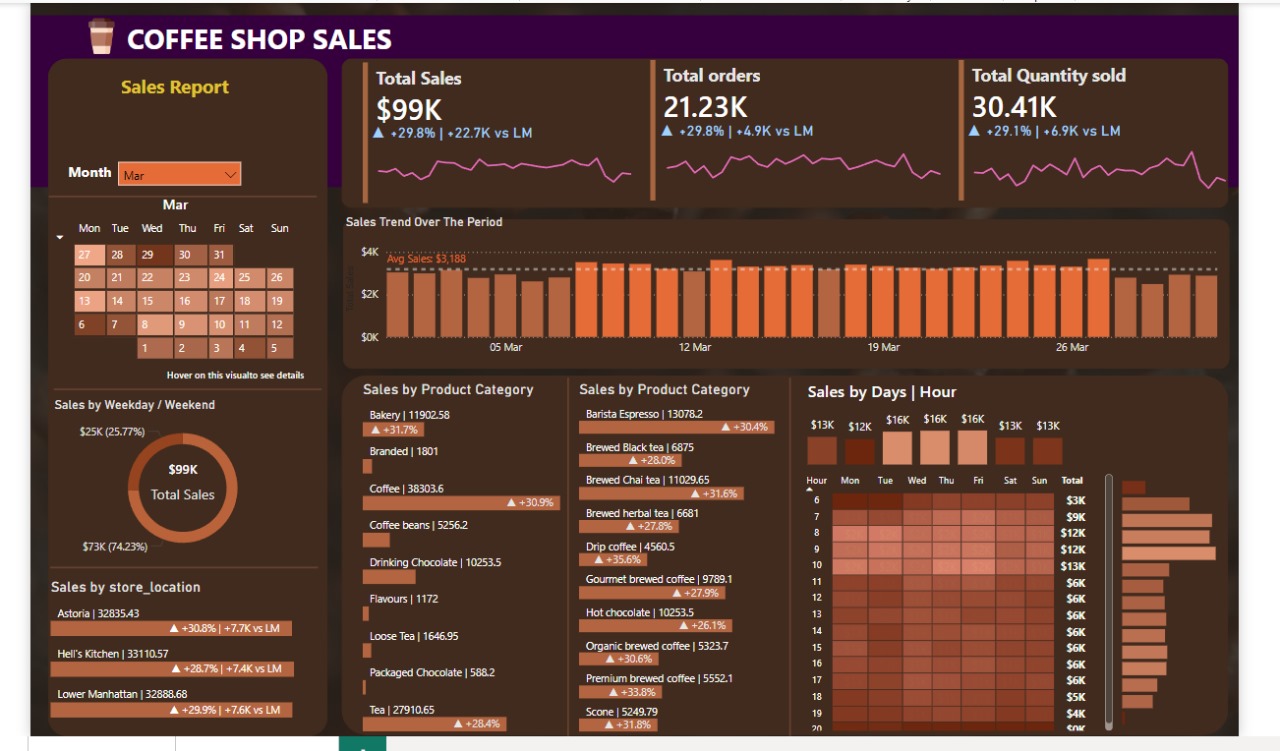 COFFEE SHOP SALES
Sales Report
Month
Mar
Mar
Mon Tue Wed Thu Fri Sat Sun
27 28 29 30 31
20 21 22 23 24 25 26
13 14 15 16 17 18 19
6 7 8 9 10 11 12
1 2 3 4 5
Hover on this visualto see details
Sales by Weekday / Weekend
$25K (25.77%)
$99K
Total Sales
$73K (74.23%)
Sales by store_location
Astoria | 32835.43
▲ +30.8% | +7.7K vs LM
Hell's Kitchen | 33110.57
▲ +28.7% | +7.4K vs LM
Lower Manhattan | 32888.68
▲ +29.9% | +7.6K vs LM
Total Sales
$99K
▲ +29.8% | +22.7K vs LM
Total orders
21.23K
▲ +29.8% | +4.9K vs LM
Total Quantity sold
30.41K
▲ +29.1% | +6.9K vs LM
Sales Trend Over The Period
$4K
Avg Sales: $3,188
$2K
$0K
05 Mar 12 Mar 19 Mar 26 Mar
Sales by Product Category
Bakery | 11902.58
▲ +31.7%
Branded | 1801
Coffee | 38303.6
▲ +30.9%
Coffee beans | 5256.2
Drinking Chocolate | 10253.5
Flavours | 1172
Loose Tea | 1646.95
Packaged Chocolate | 588.2
Tea | 27910.65
▲ +28.4%
Sales by Product Category
Barista Espresso | 13078.2
▲ +30.4%
Brewed Black tea | 6875
▲ +28.0%
Brewed Chai tea | 11029.65
▲ +31.6%
Brewed herbal tea | 6681
▲ +27.8%
Drip coffee | 4560.5
▲ +35.6%
Gourmet brewed coffee | 9789.1
▲ +27.9%
Hot chocolate | 10253.5
▲ +26.1%
Organic brewed coffee | 5323.7
▲ +30.6%
Premium brewed coffee | 5552.1
▲ +33.8%
Scone | 5249.79
▲ +31.8%
Sales by Days | Hour
$13K $12K $16K $16K $16K $13K $13K
Hour Mon Tue Wed Thu Fri Sat Sun Total
6 $3K
7 $9K
8 $12K
9 $12K
10 $13K
11 $6K
12 $6K
13 $6K
14 $6K
15 $6K
16 $6K
17 $6K
18 $5K
19 $4K
20 $0K